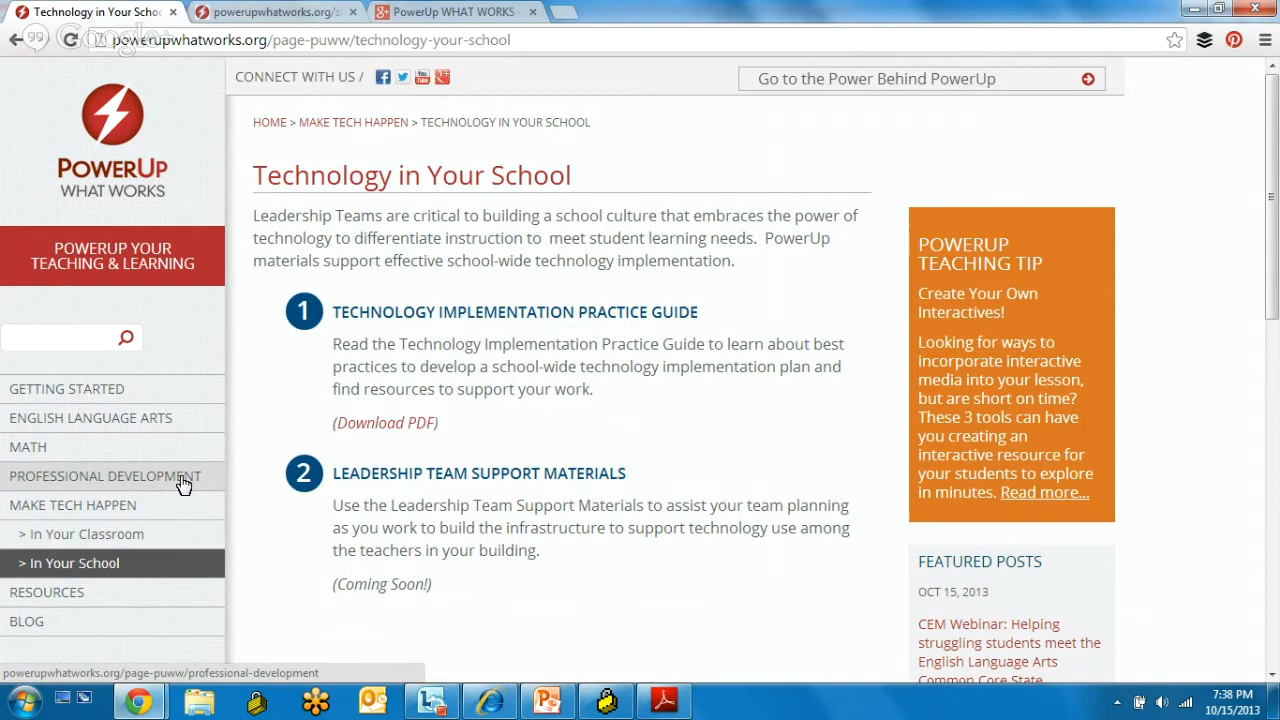 Technology in Your Schoo
powerupwhatworks.org/si
PowerUp WHAT WORKS -
Google+
powerupwhatworks.org/page-puww/technology-your-school
CONNECT WITH US /
Go to the Power Behind PowerUp
POWERUP
WHAT WORKS
POWERUP YOUR
TEACHING & LEARNING
GETTING STARTED
ENGLISH LANGUAGE ARTS
MATH
PROFESSIONAL DEVELOPMENT
MAKE TECH HAPPEN
> In Your Classroom
> In Your School
RESOURCES
BLOG
HOME > MAKE TECH HAPPEN > TECHNOLOGY IN YOUR SCHOOL
Technology in Your School
Leadership Teams are critical to building a school culture that embraces the power of
technology to differentiate instruction to meet student learning needs. PowerUp
materials support effective school-wide technology implementation.
1 TECHNOLOGY IMPLEMENTATION PRACTICE GUIDE
Read the Technology Implementation Practice Guide to learn about best
practices to develop a school-wide technology implementation plan and
find resources to support your work.
(Download PDF)
2 LEADERSHIP TEAM SUPPORT MATERIALS
Use the Leadership Team Support Materials to assist your team planning
as you work to build the infrastructure to support technology use among
the teachers in your building.
(Coming Soon!)
POWERUP
TEACHING TIP
Create Your Own
Interactives!
Looking for ways to
incorporate interactive
media into your lesson,
but are short on time?
These 3 tools can have
you creating an
interactive resource for
your students to explore
in minutes. Read more...
FEATURED POSTS
OCT 15, 2013
CEM Webinar: Helping
struggling students meet the
English Language Arts
Common Core State
powerupwhatworks.org/page-puww/professional-development
7:38 PM
10/15/2013